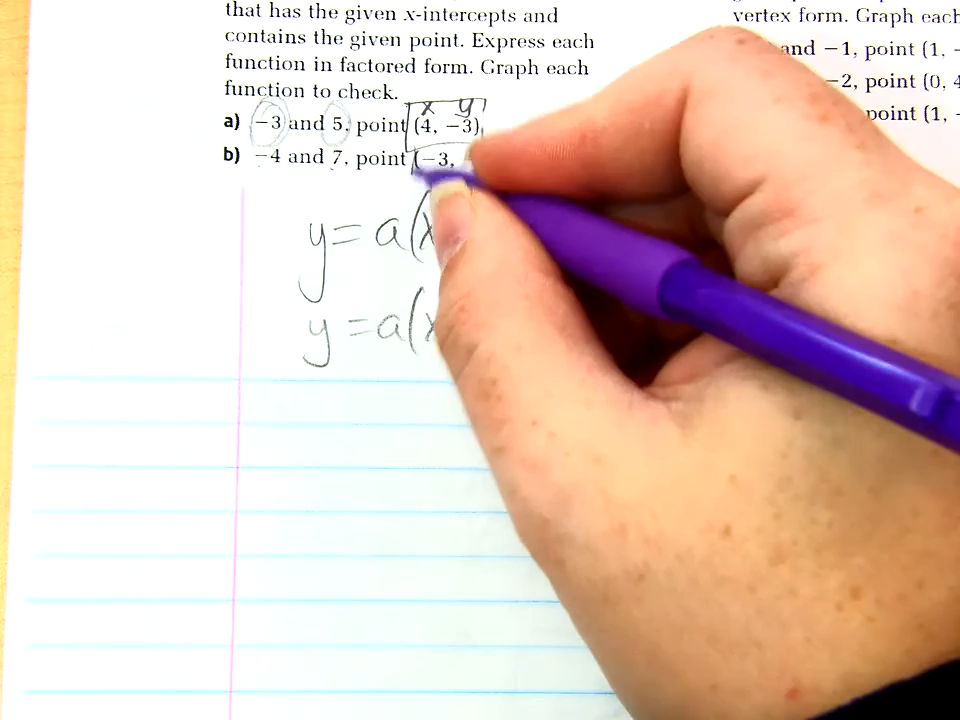 that has the given x-intercepts and
contains the given point. Express each
function in factored form. Graph each
function to check.
x y
a) −3 and 5, point (4, −3)
b) −4 and 7, point (−3,
y = a(x
y = a(x
vertex form. Graph each
and −1, point (1, −
−2, point (0, 4
point (1, −